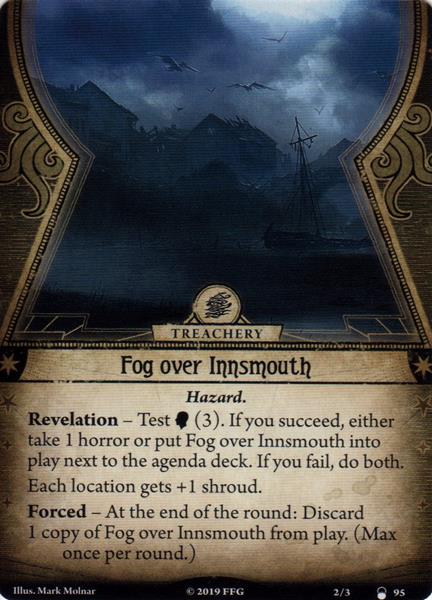 TREACHERY
Fog over Innsmouth
Hazard.
Revelation – Test (3). If you succeed, either
take 1 horror or put Fog over Innsmouth into
play next to the agenda deck. If you fail, do both.
Each location gets +1 shroud.
Forced – At the end of the round: Discard
1 copy of Fog over Innsmouth from play. (Max
once per round.)
Illus. Mark Molnar © 2019 FFG 2/3 95